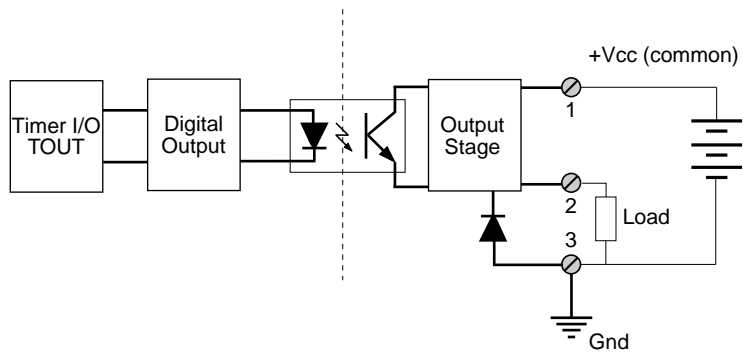 +Vcc (common)
Timer I/O
TOUT
Digital
Output
Output
Stage
1
2
Load
3
Gnd